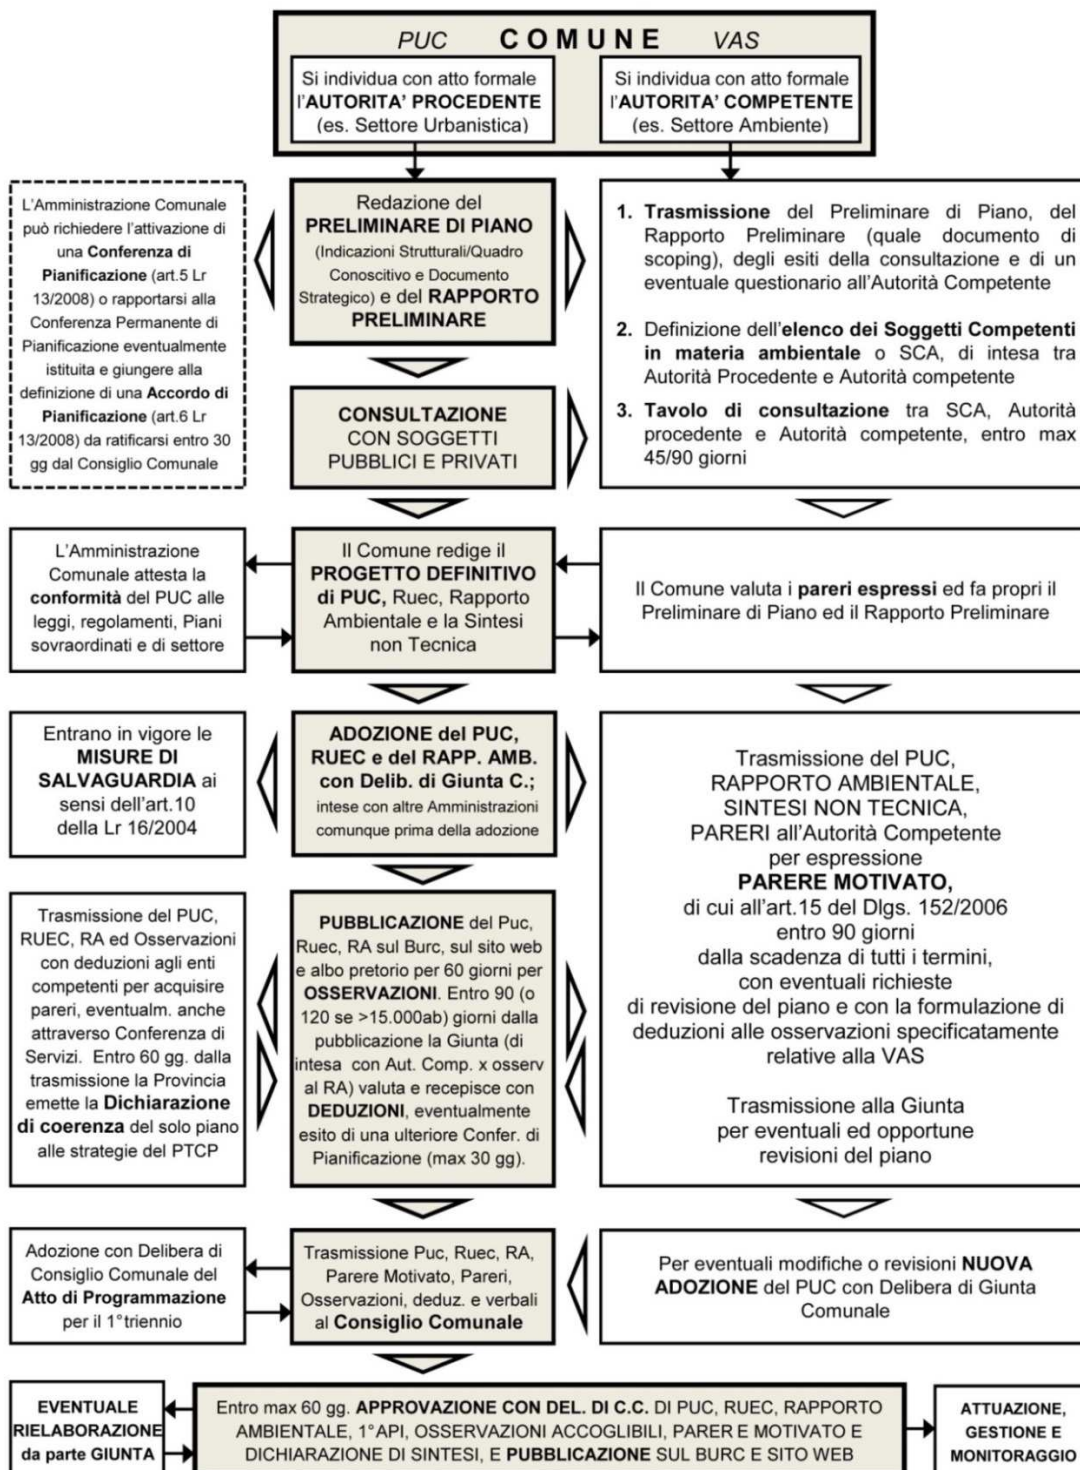 PUC COMUNE VAS
Si individua con atto formale
l'AUTORITA' PROCEDENTE
(es. Settore Urbanistica)
Si individua con atto formale
l'AUTORITA' COMPETENTE
(es. Settore Ambiente)
L'Amministrazione Comunale
può richiedere l'attivazione di
una Conferenza di
Pianificazione (art.5 Lr
13/2008) o rapportarsi alla
Conferenza Permanente di
Pianificazione eventualmente
istituita e giungere alla
definizione di una Accordo di
Pianificazione (art.6 Lr
13/2008) da ratificarsi entro 30
gg dal Consiglio Comunale
Redazione del
PRELIMINARE DI PIANO
(Indicazioni Strutturali/Quadro
Conoscitivo e Documento
Strategico) e del RAPPORTO
PRELIMINARE
CONSULTAZIONE
CON SOGGETTI
PUBBLICI E PRIVATI
1. Trasmissione del Preliminare di Piano, del
Rapporto Preliminare (quale documento di
scoping), degli esiti della consultazione e di un
eventuale questionario all'Autorità Competente
2. Definizione dell'elenco dei Soggetti Competenti
in materia ambientale o SCA, di intesa tra
Autorità Procedente e Autorità competente
3. Tavolo di consultazione tra SCA, Autorità
procedente e Autorità competente, entro max
45/90 giorni
L'Amministrazione
Comunale attesta la
conformità del PUC alle
leggi, regolamenti, Piani
sovraordinati e di settore
Il Comune redige il
PROGETTO DEFINITIVO
di PUC, Ruec, Rapporto
Ambientale e la Sintesi
non Tecnica
Il Comune valuta i pareri espressi ed fa propri il
Preliminare di Piano ed il Rapporto Preliminare
Entrano in vigore le
MISURE DI
SALVAGUARDIA ai
sensi dell'art.10
della Lr 16/2004
ADOZIONE del PUC,
RUEC e del RAPP. AMB.
con Delib. di Giunta C.;
intese con altre Amministrazioni
comunque prima della adozione
Trasmissione del PUC,
RAPPORTO AMBIENTALE,
SINTESI NON TECNICA,
PARERI all'Autorità Competente
per espressione
PARERE MOTIVATO,
di cui all'art.15 del Dlgs. 152/2006
entro 90 giorni
dalla scadenza di tutti i termini,
con eventuali richieste
di revisione del piano e con la formulazione di
deduzioni alle osservazioni specificatamente
relative alla VAS
Trasmissione alla Giunta
per eventuali ed opportune
revisioni del piano
Trasmissione del PUC,
RUEC, RA ed Osservazioni
con deduzioni agli enti
competenti per acquisire
pareri, eventualm. anche
attraverso Conferenza di
Servizi. Entro 60 gg. dalla
trasmissione la Provincia
emette la Dichiarazione
di coerenza del solo piano
alle strategie del PTCP
PUBBLICAZIONE del Puc,
Ruec, RA sul Burc, sul sito web
e albo pretorio per 60 giorni per
OSSERVAZIONI. Entro 90 (o
120 se >15.000ab) giorni dalla
pubblicazione la Giunta (di
intesa con Aut. Comp. x osserv
al RA) valuta e recepisce con
DEDUZIONI, eventualmente
esito di una ulteriore Confer. di
Pianificazione (max 30 gg).
Adozione con Delibera di
Consiglio Comunale del
Atto di Programmazione
per il 1°triennio
Trasmissione Puc, Ruec, RA,
Parere Motivato, Pareri,
Osservazioni, deduz. e verbali
al Consiglio Comunale
Per eventuali modifiche o revisioni NUOVA
ADOZIONE del PUC con Delibera di Giunta
Comunale
EVENTUALE
RIELABORAZIONE
da parte GIUNTA
Entro max 60 gg. APPROVAZIONE CON DEL. DI C.C. DI PUC, RUEC, RAPPORTO
AMBIENTALE, 1°API, OSSERVAZIONI ACCOGLIBILI, PARER E MOTIVATO E
DICHIARAZIONE DI SINTESI, E PUBBLICAZIONE SUL BURC E SITO WEB
ATTUAZIONE,
GESTIONE E
MONITORAGGIO